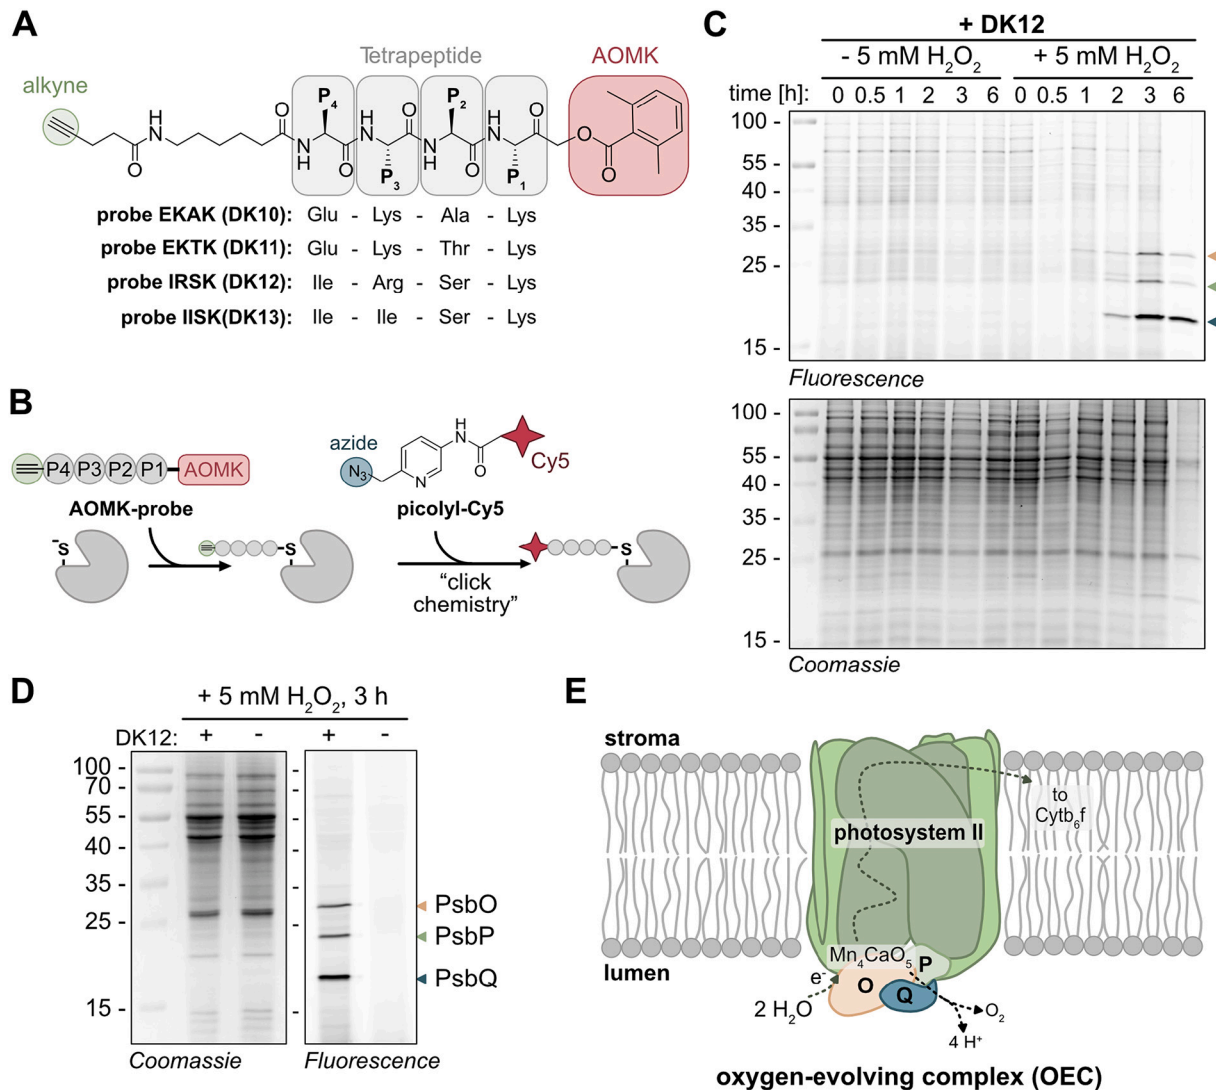 A
Tetrapeptide
AOMK
alkyne
P4
P2
O
H
N
O
H
N
O
H
N
O
O
N
H
O
N
H
O
N
H
O
P3
P1
O
probe EKAK (DK10): Glu - Lys - Ala - Lys
probe EKTK (DK11): Glu - Lys - Thr - Lys
probe IRSK (DK12): Ile - Arg - Ser - Lys
probe IISK(DK13): Ile - Ile - Ser - Lys
B
P4 P3 P2 P1 AOMK
AOMK-probe
-S
S
azide
N3
N
H
N
O
Cy5
picolyl-Cy5
"click
chemistry"
S
C
+ DK12
- 5 mM H2O2 + 5 mM H2O2
time [h]: 0 0.5 1 2 3 6 0 0.5 1 2 3 6
100 -
55 -
40 -
35 -
25 -
15 -
Fluorescence
100 -
55 -
40 -
35 -
25 -
15 -
Coomassie
D
+ 5 mM H2O2, 3 h
DK12: + - + -
100 -
70 -
55 -
40 -
35 -
25 -
15 -
PsbO
PsbP
PsbQ
Coomassie
Fluorescence
E
stroma
to
Cytb6f
photosystem II
lumen
Mn4CaO5
P
e-
O
Q
2 H2O
O2
4 H+
oxygen-evolving complex (OEC)